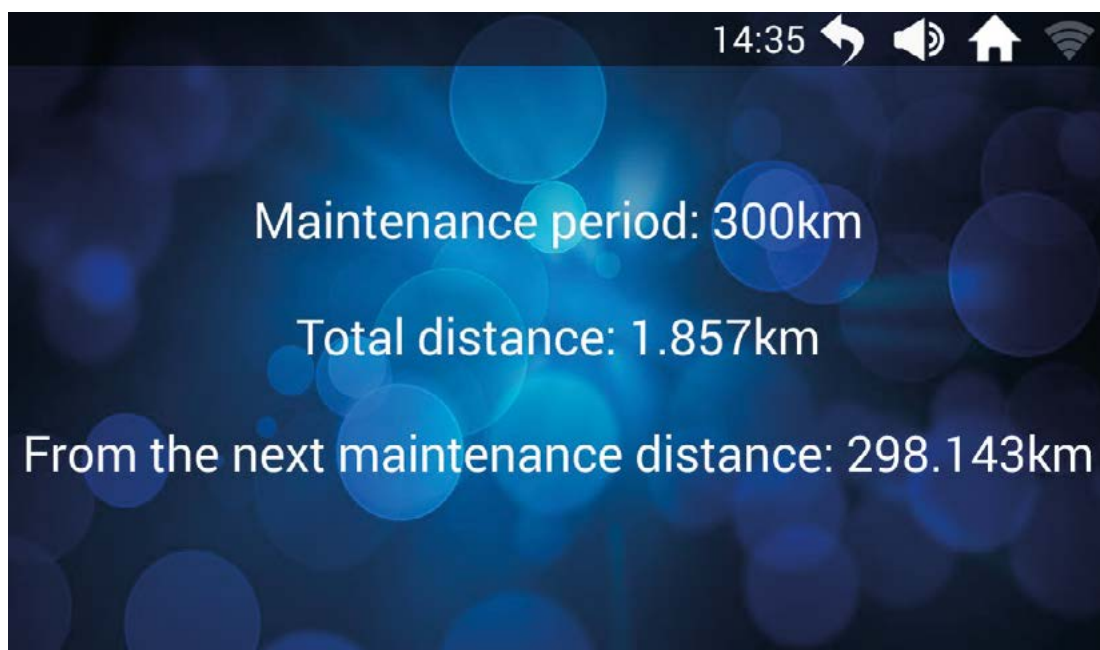 14:35
Maintenance period: 300km
Total distance: 1.857km
From the next maintenance distance: 298.143km